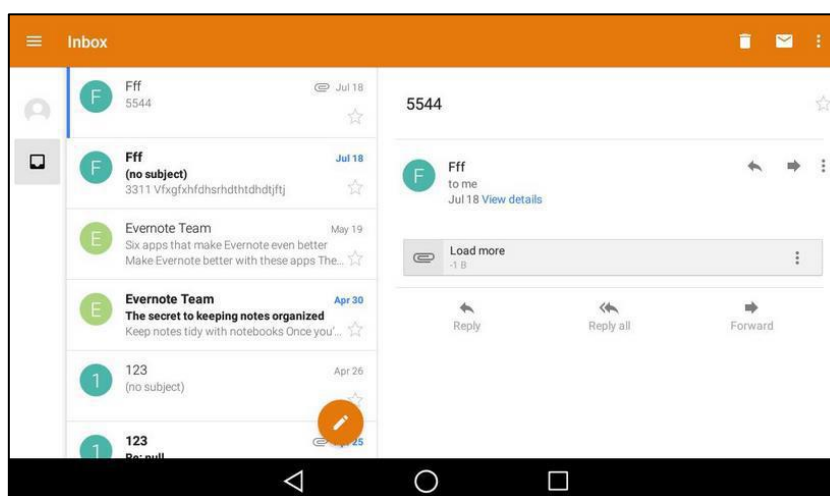 Inbox
F
Fff
Jul 18
5544
F
Fff
Jul 18
(no subject)
3311 Vfxgfxhfdhsrhdthtdhdtjftj
E
Evernote Team
May 19
Six apps that make Evernote even better
Make Evernote better with these apps The...
E
Evernote Team
Apr 30
The secret to keeping notes organized
Keep notes tidy with notebooks Once you'...
1
123
Apr 26
(no subject)
1
123
25
Re: null
5544
F
Fff
to me
Jul 18 View details
Load more
-1 B
Reply
Reply all
Forward